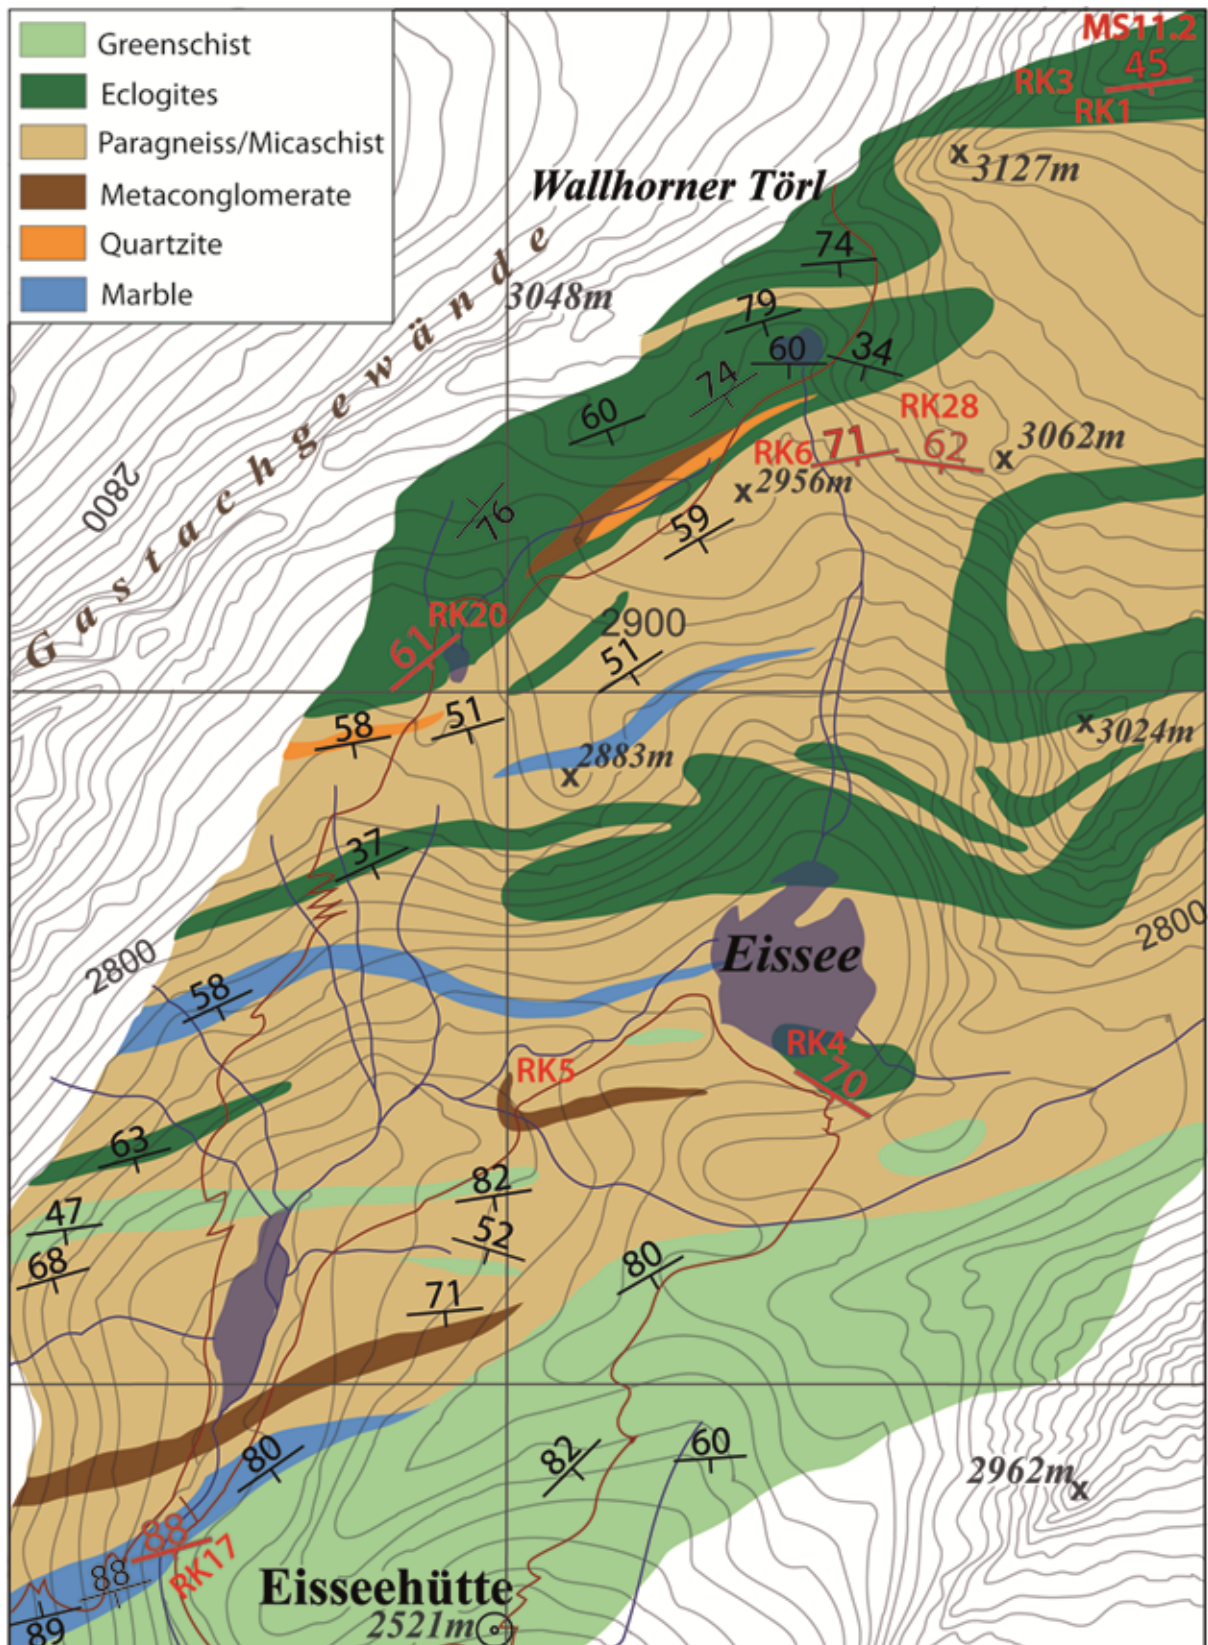 Greenschist
Eclogites
Paragneiss/Micaschist
Metaconglomerate
Quartzite
Marble
MS11.2
45
RK3
RK1
3127m
Wallhorner Törl
74
Gastachgewände
3048m
79
60
34
74
60
RK28
62
3062m
RK6
71
2956m
2800
76
59
RK20
61
2900
51
58
51
3024m
2883m
37
2800
2800
58
Eissee
RK4
70
RK5
63
82
47
52
68
80
71
80
82
60
2962m
88
RK17
88
89
Eisseehütte
2521m